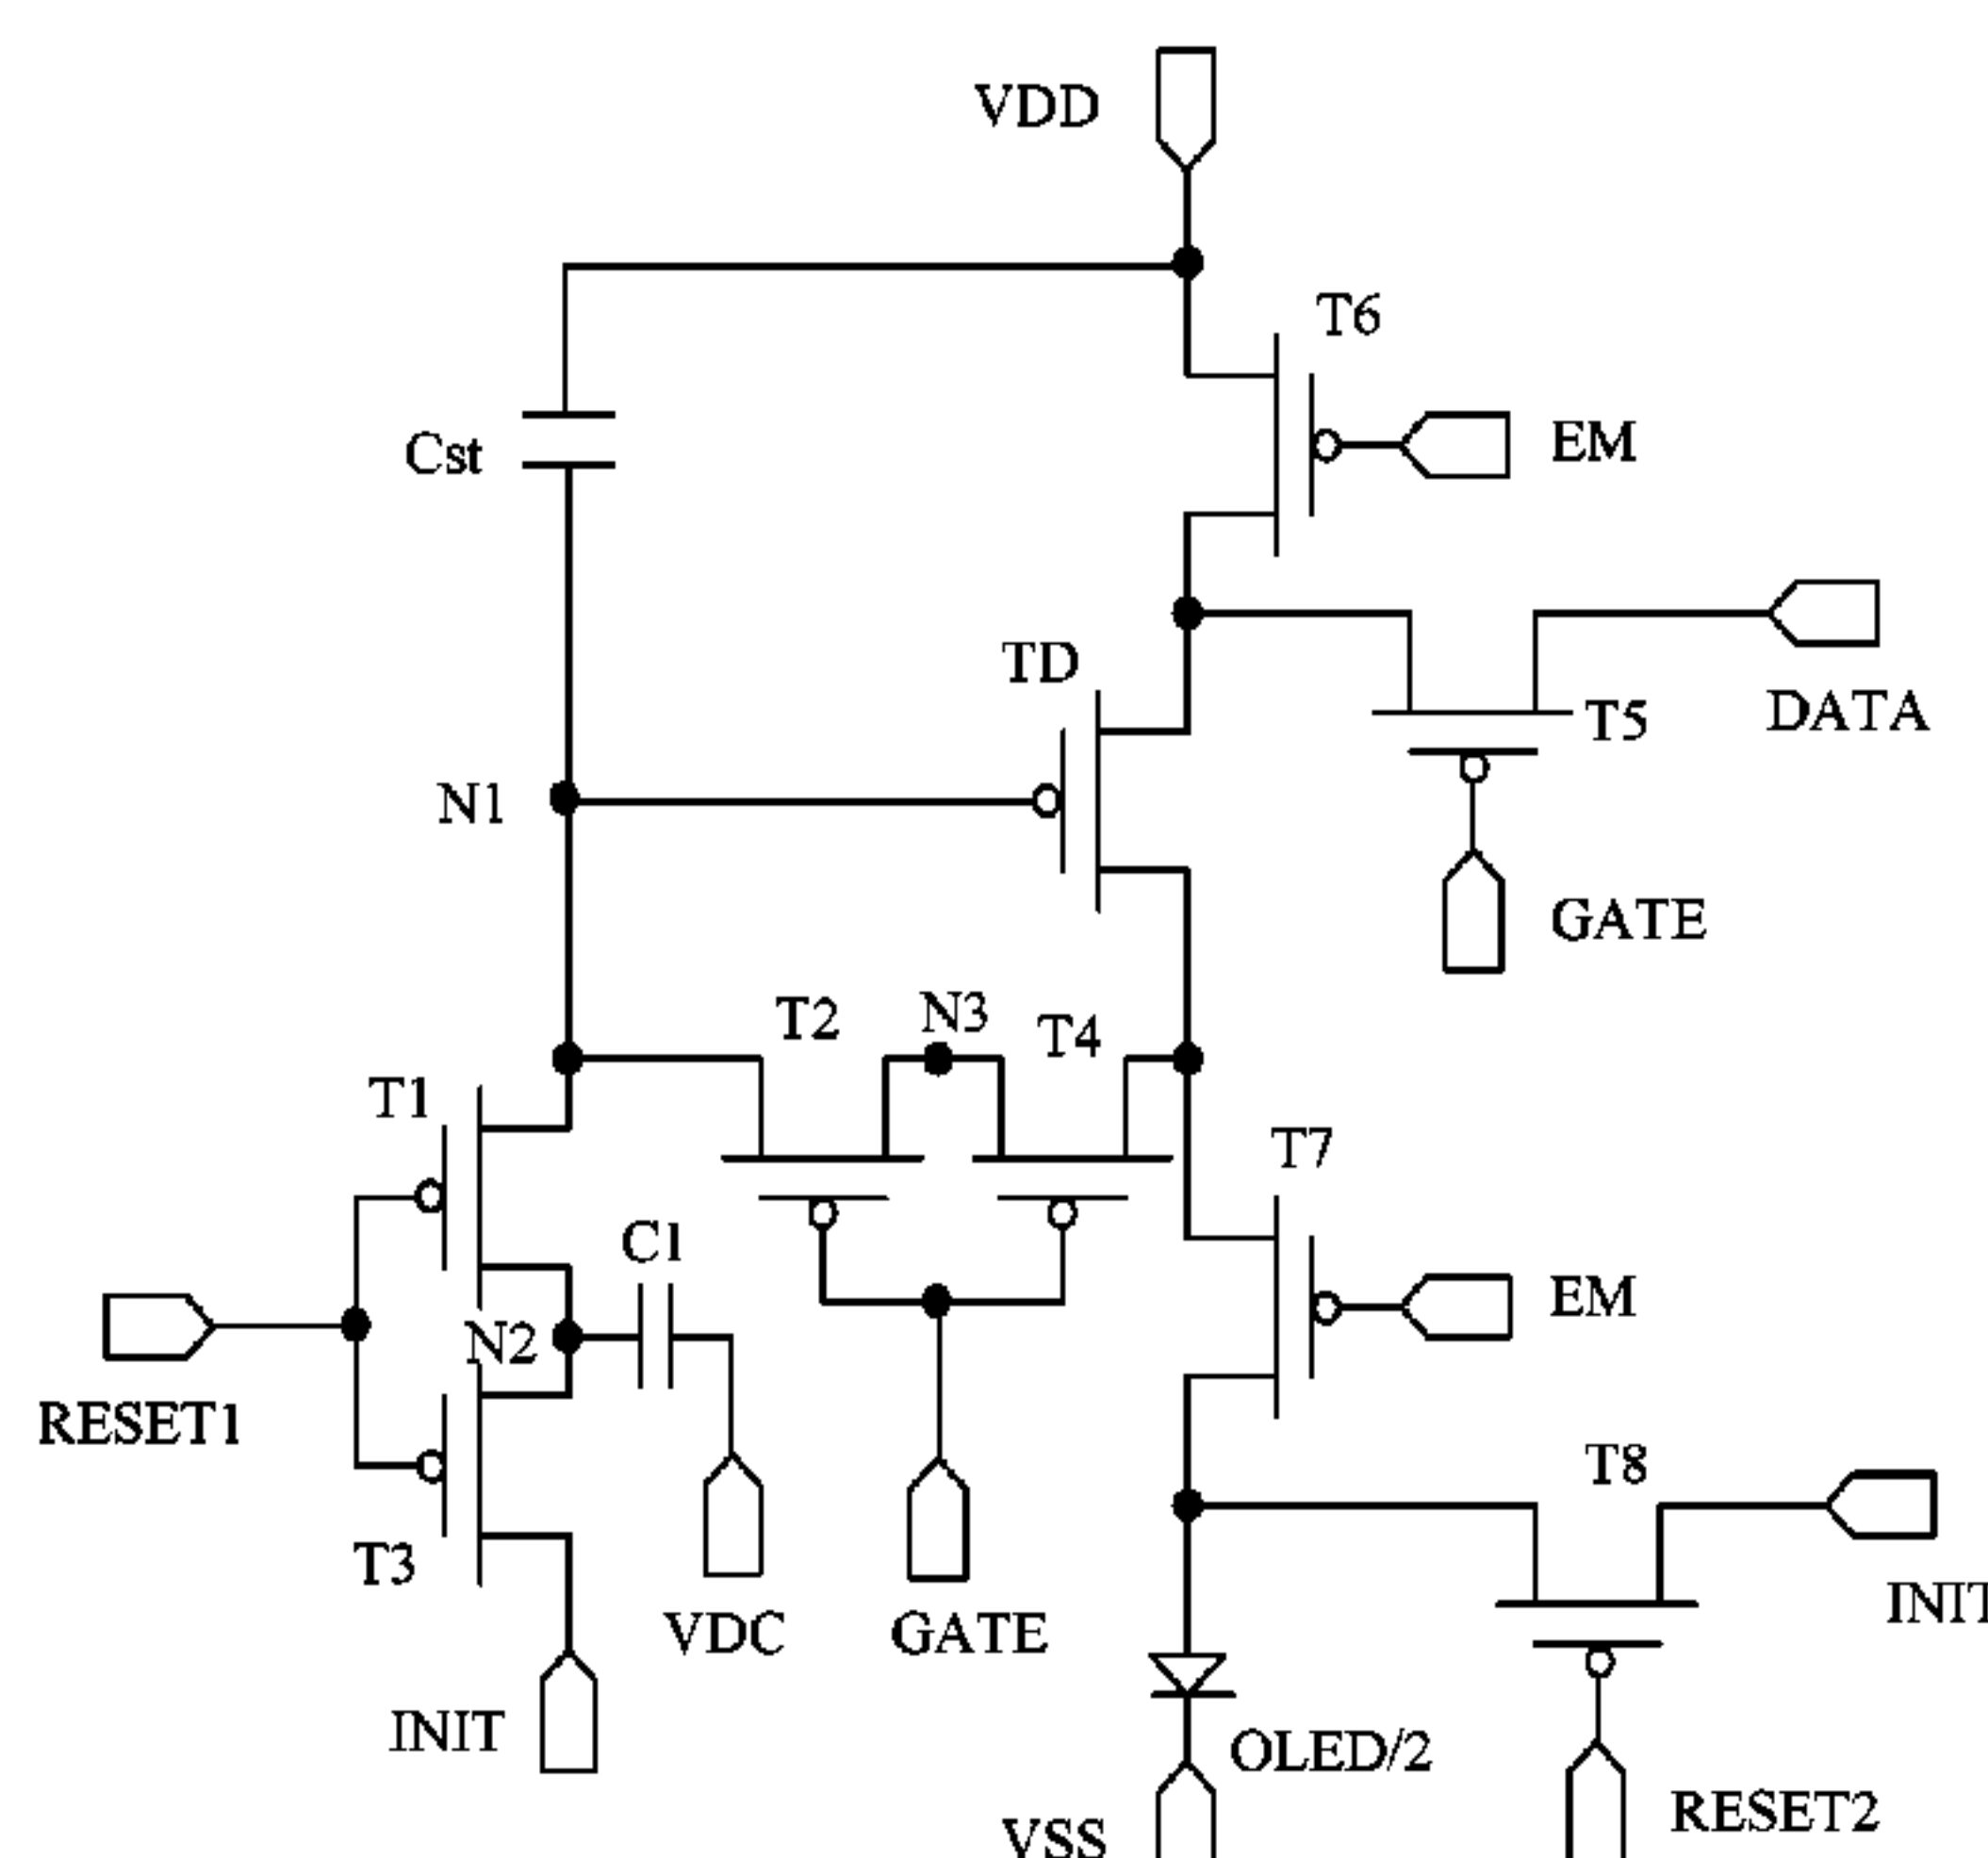 VDD
T6
Cst
EM
TD
T5
DATA
N1
GATE
T2
N3
T4
T1
T7
C1
N2
EM
RESET1
T8
T3
INIT
VDC
GATE
INIT
OLED/2
RESET2
VSS